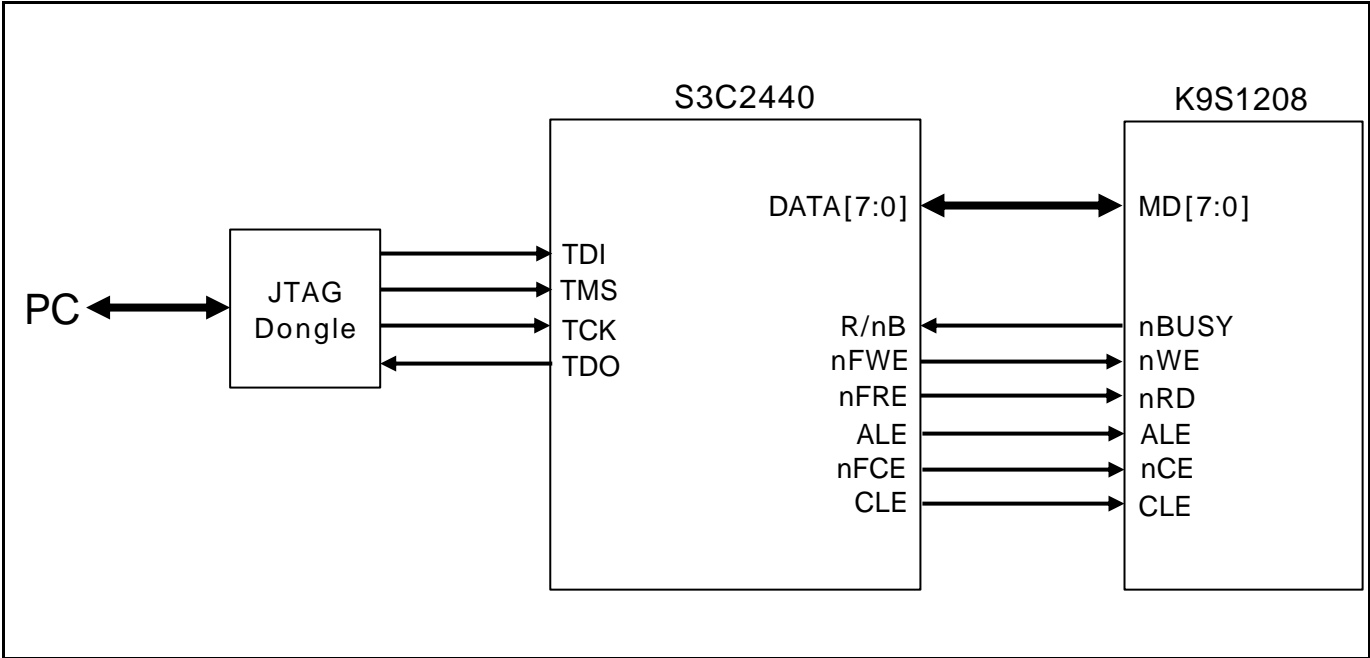 S3C2440
K9S1208
DATA[7:0]
MD[7:0]
PC
JTAG
Dongle
TDI
TMS
TCK
TDO
R/nB
nFWE
nFRE
ALE
nFCE
CLE
nBUSY
nWE
nRD
ALE
nCE
CLE